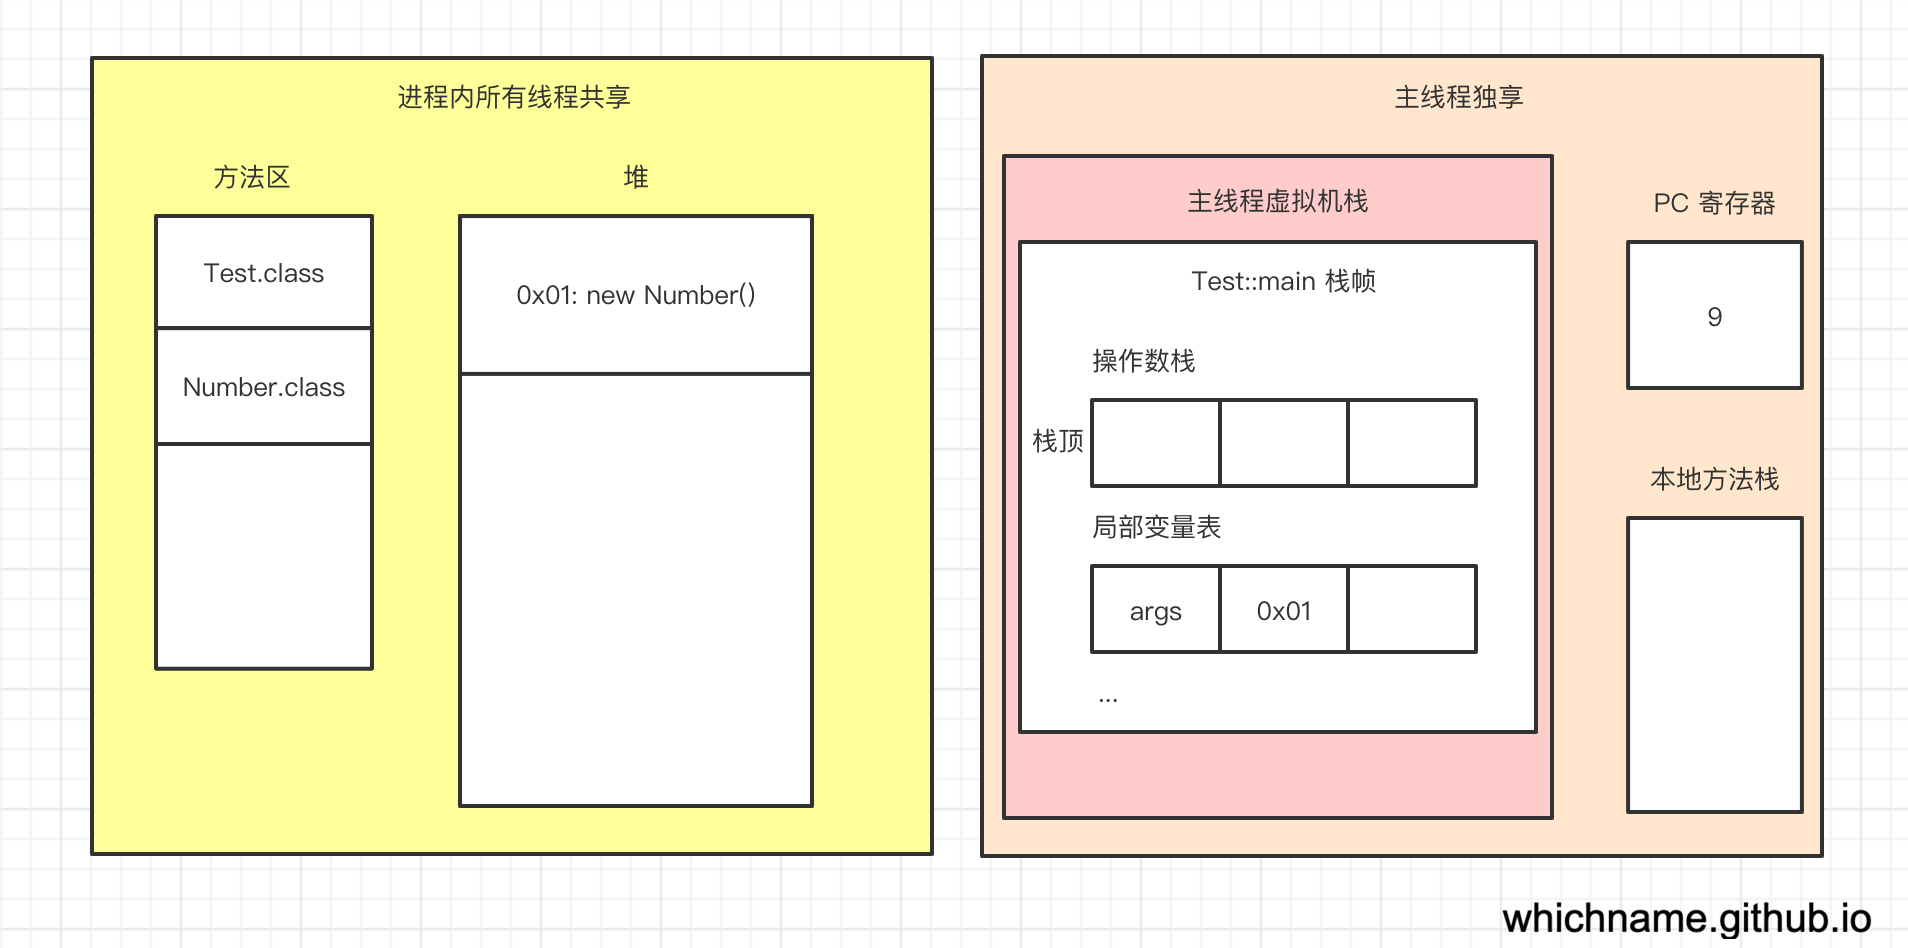 进程内所有线程共享
方法区
堆
Test.class
Number.class
0x01: new Number()
主线程独享
主线程虚拟机栈
Test::main 栈帧
操作数栈
栈顶
局部变量表
args
0x01
...
PC 寄存器
9
本地方法栈
whichname.github.io